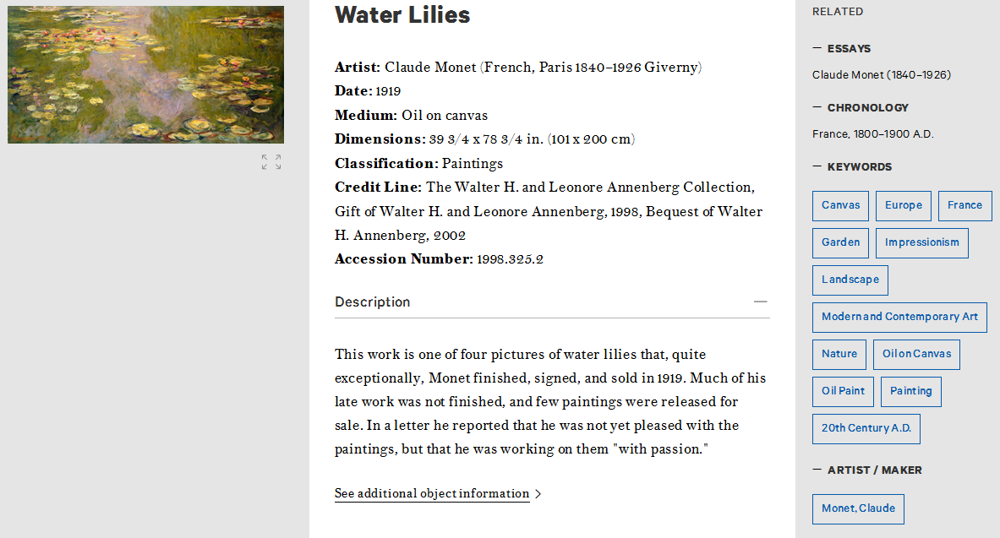 Water Lilies
Artist: Claude Monet (French, Paris 1840–1926 Giverny)
Date: 1919
Medium: Oil on canvas
Dimensions: 39 3/4 x 78 3/4 in. (101 x 200 cm)
Classification: Paintings
Credit Line: The Walter H. and Leonore Annenberg Collection,
Gift of Walter H. and Leonore Annenberg, 1998, Bequest of Walter
H. Annenberg, 2002
Accession Number: 1998.325.2
Description
This work is one of four pictures of water lilies that, quite
exceptionally, Monet finished, signed, and sold in 1919. Much of his
late work was not finished, and few paintings were released for
sale. In a letter he reported that he was not yet pleased with the
paintings, but that he was working on them "with passion."
See additional object information
RELATED
— ESSAYS
Claude Monet (1840–1926)
— CHRONOLOGY
France, 1800–1900 A.D.
— KEYWORDS
Canvas Europe France
Garden Impressionism
Landscape
Modern and Contemporary Art
Nature Oil on Canvas
Oil Paint Painting
20th Century A.D.
— ARTIST / MAKER
Monet, Claude